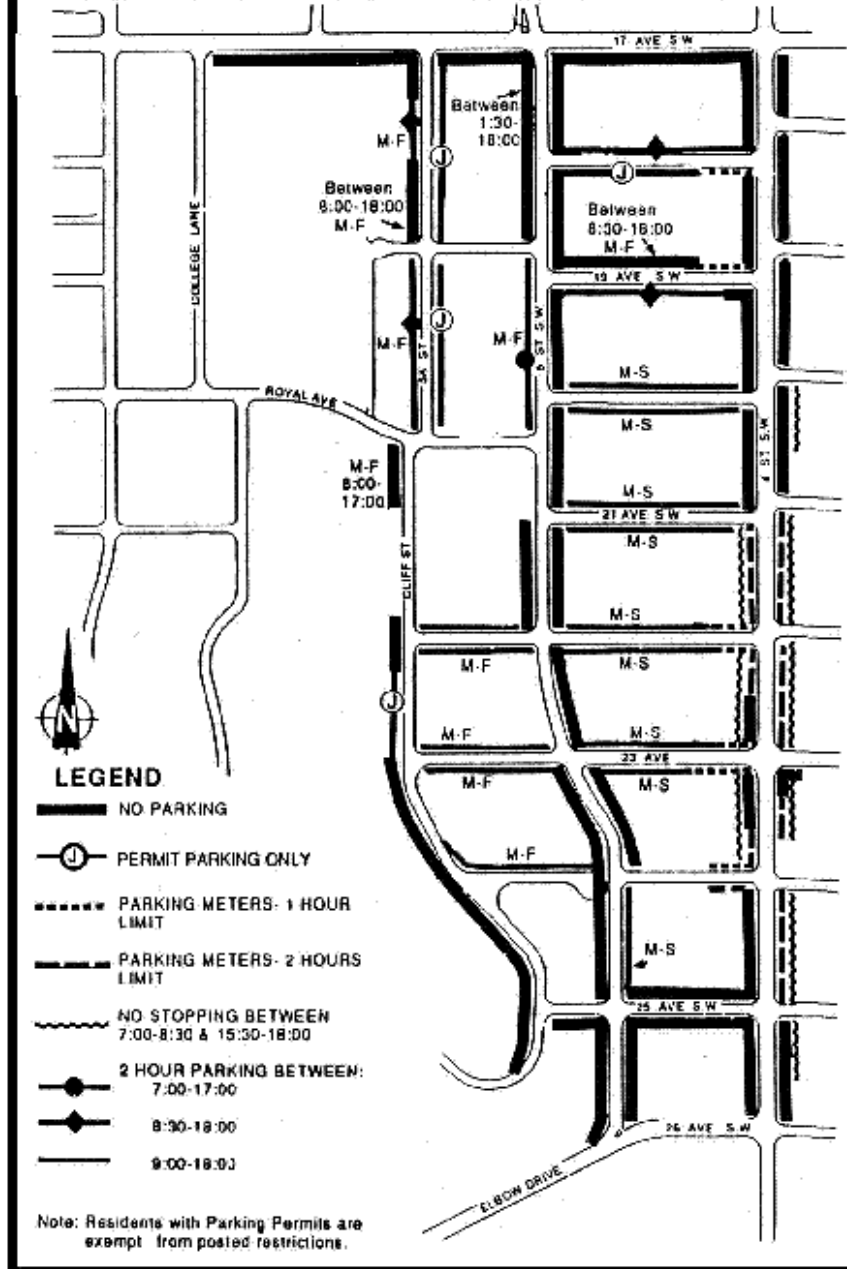 17 AVE S.W
Between
1:30-
18:00
M-F
J
J
Between
8:00-18:00
M-F
Between
8:30-18:00
M-F
COLLEGE LANE
19 AVE S.W
J
M-F
M-F
5A ST
5 ST S.W
M-S
ROYAL AVE
M-S
4 ST S.W
M-F
8:00-
17:00
M-S
21 AVE S.W
M-S
CLIFF ST
M-S
M-F
M-S
J
N
M-F
M-S
23 AVE
M-F
M-S
M-F
M-S
25 AVE S.W
26 AVE S.W
ELBOW DRIVE
LEGEND
NO PARKING
J
PERMIT PARKING ONLY
PARKING METERS- 1 HOUR
LIMIT
PARKING METERS- 2 HOURS
LIMIT
NO STOPPING BETWEEN
7:00-8:30 & 15:30-18:00
2 HOUR PARKING BETWEEN:
7:00-17:00
8:30-18:00
9:00-18:00
Note: Residents with Parking Permits are
exempt from posted restrictions.